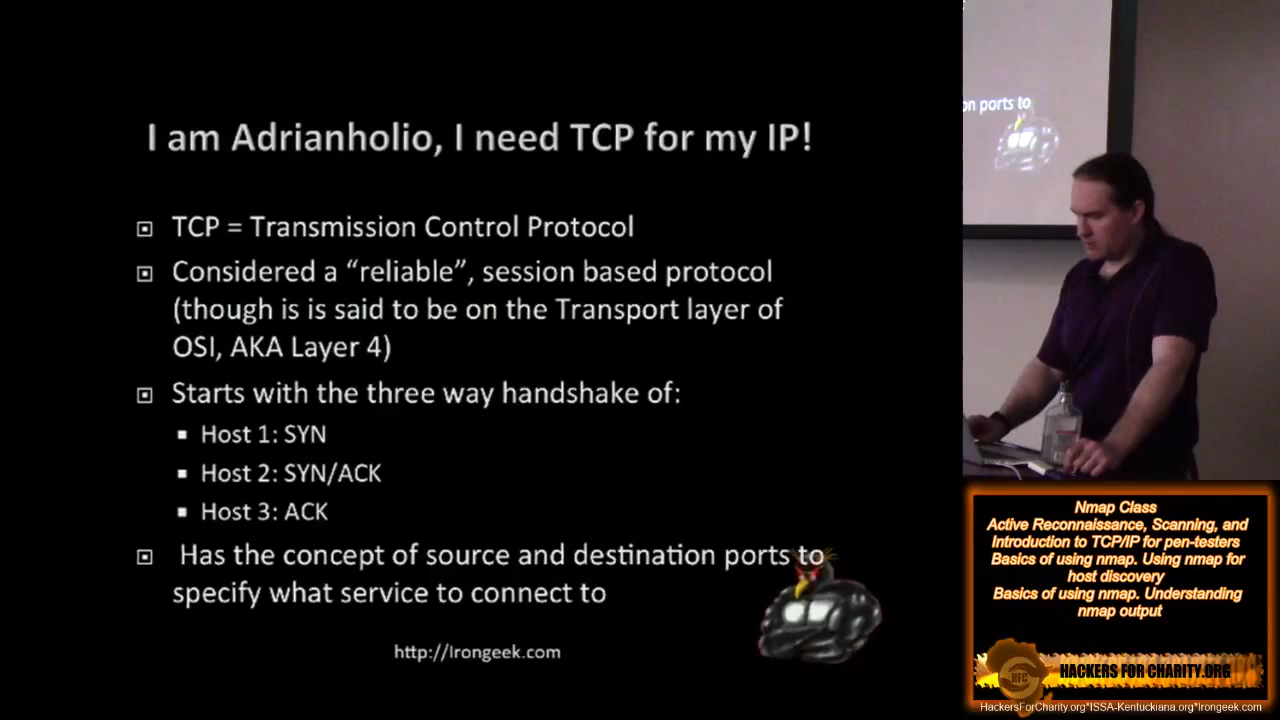 I am Adrianholio, I need TCP for my IP!
TCP = Transmission Control Protocol
Considered a “reliable”, session based protocol
(though is is said to be on the Transport layer of
OSI, AKA Layer 4)
Starts with the three way handshake of:
Host 1: SYN
Host 2: SYN/ACK
Host 3: ACK
Has the concept of source and destination ports to
specify what service to connect to
http://Irongeek.com
on ports to
Nmap Class
Active Reconnaissance, Scanning, and
Introduction to TCP/IP for pen-testers
Basics of using nmap. Using nmap for
host discovery
Basics of using nmap. Understanding
nmap output
HFC
HACKERS FOR CHARITY.ORG
HackersForCharity.org*ISSA-Kentuckiana.org*Irongeek.com